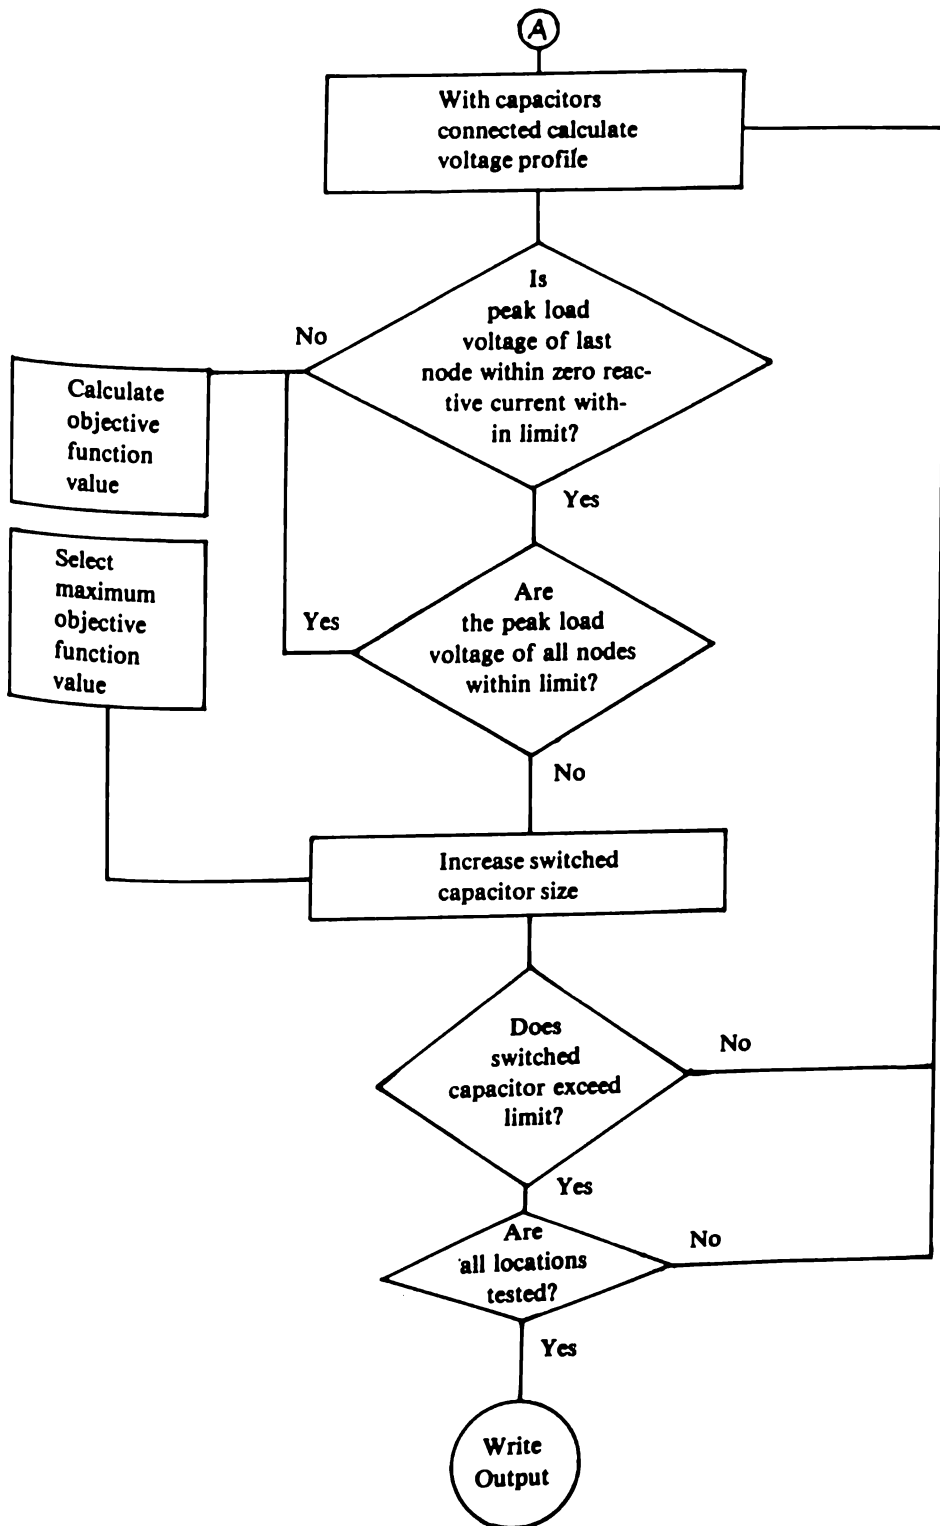 A
With capacitors
connected calculate
voltage profile
Is
peak load
voltage of last
node within zero reac-
tive current with-
in limit?
No
Calculate
objective
function
value
Yes
Select
maximum
objective
function
value
Are
the peak load
voltage of all nodes
within limit?
Yes
No
Increase switched
capacitor size
Does
switched
capacitor exceed
limit?
No
Yes
Are
all locations
tested?
No
Yes
Write
Output